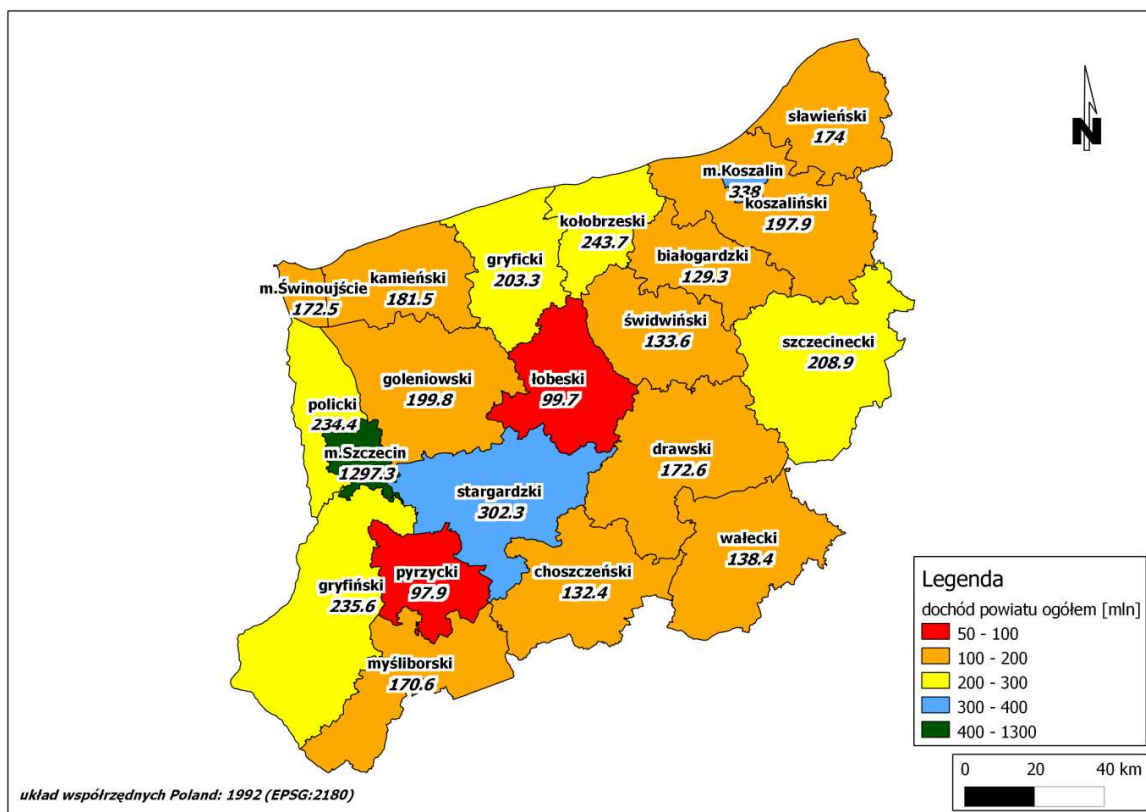 sławieński
174
N
m.Koszalin
338
koszaliński
197.9
kołobrzeski
243.7
białogardzki
129.3
gryficki
203.3
kamieński
181.5
m.Świnoujście
172.5
świdwiński
133.6
szczecinecki
208.9
goleniowski
199.8
łobeski
99.7
policki
234.4
m.Szczecin
1297.3
drawski
172.6
stargardzki
302.3
wałecki
138.4
choszczeński
132.4
pyrzycki
97.9
gryfiński
235.6
myśliborski
170.6
Legenda
dochód powiatu ogółem [mln]
50 - 100
100 - 200
200 - 300
300 - 400
400 - 1300
0 20 40 km
układ współrzędnych Poland: 1992 (EPSG:2180)